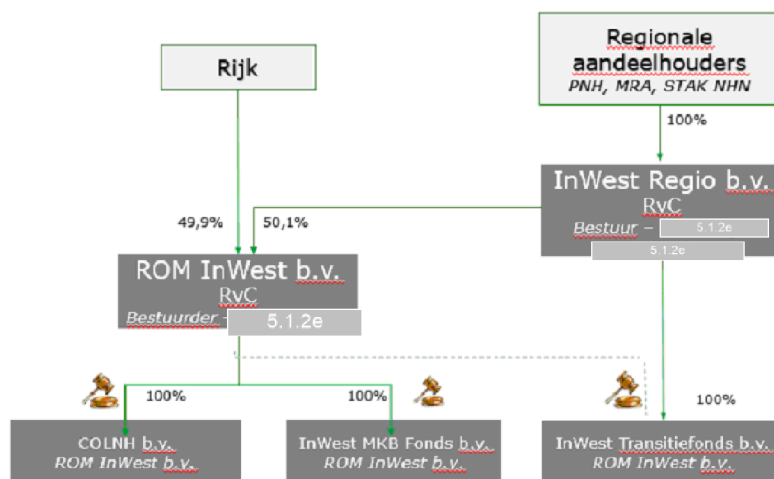 Rijk
Regionale
aandeelhouders
PNH, MRA, STAK NHN
100%
InWest Regio b.v.
RvC
Bestuur – 5.1.2e
5.1.2e
49,9%
50,1%
ROM InWest b.v.
RvC
Bestuurder - 5.1.2e
100%
100%
100%
COLNH b.v.
ROM InWest b.v.
InWest MKB Fonds b.v.
ROM InWest b.v.
InWest Transitiefonds b.v.
ROM InWest b.v.